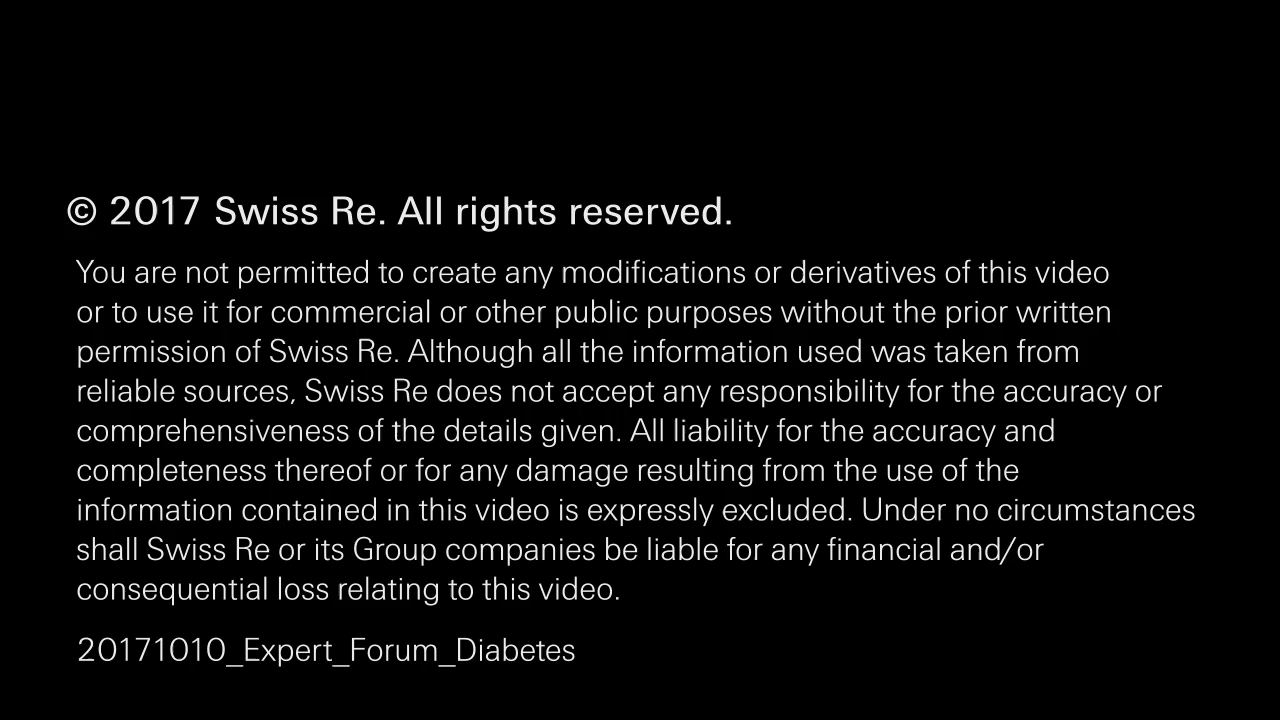 © 2017 Swiss Re. All rights reserved.
You are not permitted to create any modifications or derivatives of this video
or to use it for commercial or other public purposes without the prior written
permission of Swiss Re. Although all the information used was taken from
reliable sources, Swiss Re does not accept any responsibility for the accuracy or
comprehensiveness of the details given. All liability for the accuracy and
completeness thereof or for any damage resulting from the use of the
information contained in this video is expressly excluded. Under no circumstances
shall Swiss Re or its Group companies be liable for any financial and/or
consequential loss relating to this video.
20171010_Expert_Forum_Diabetes